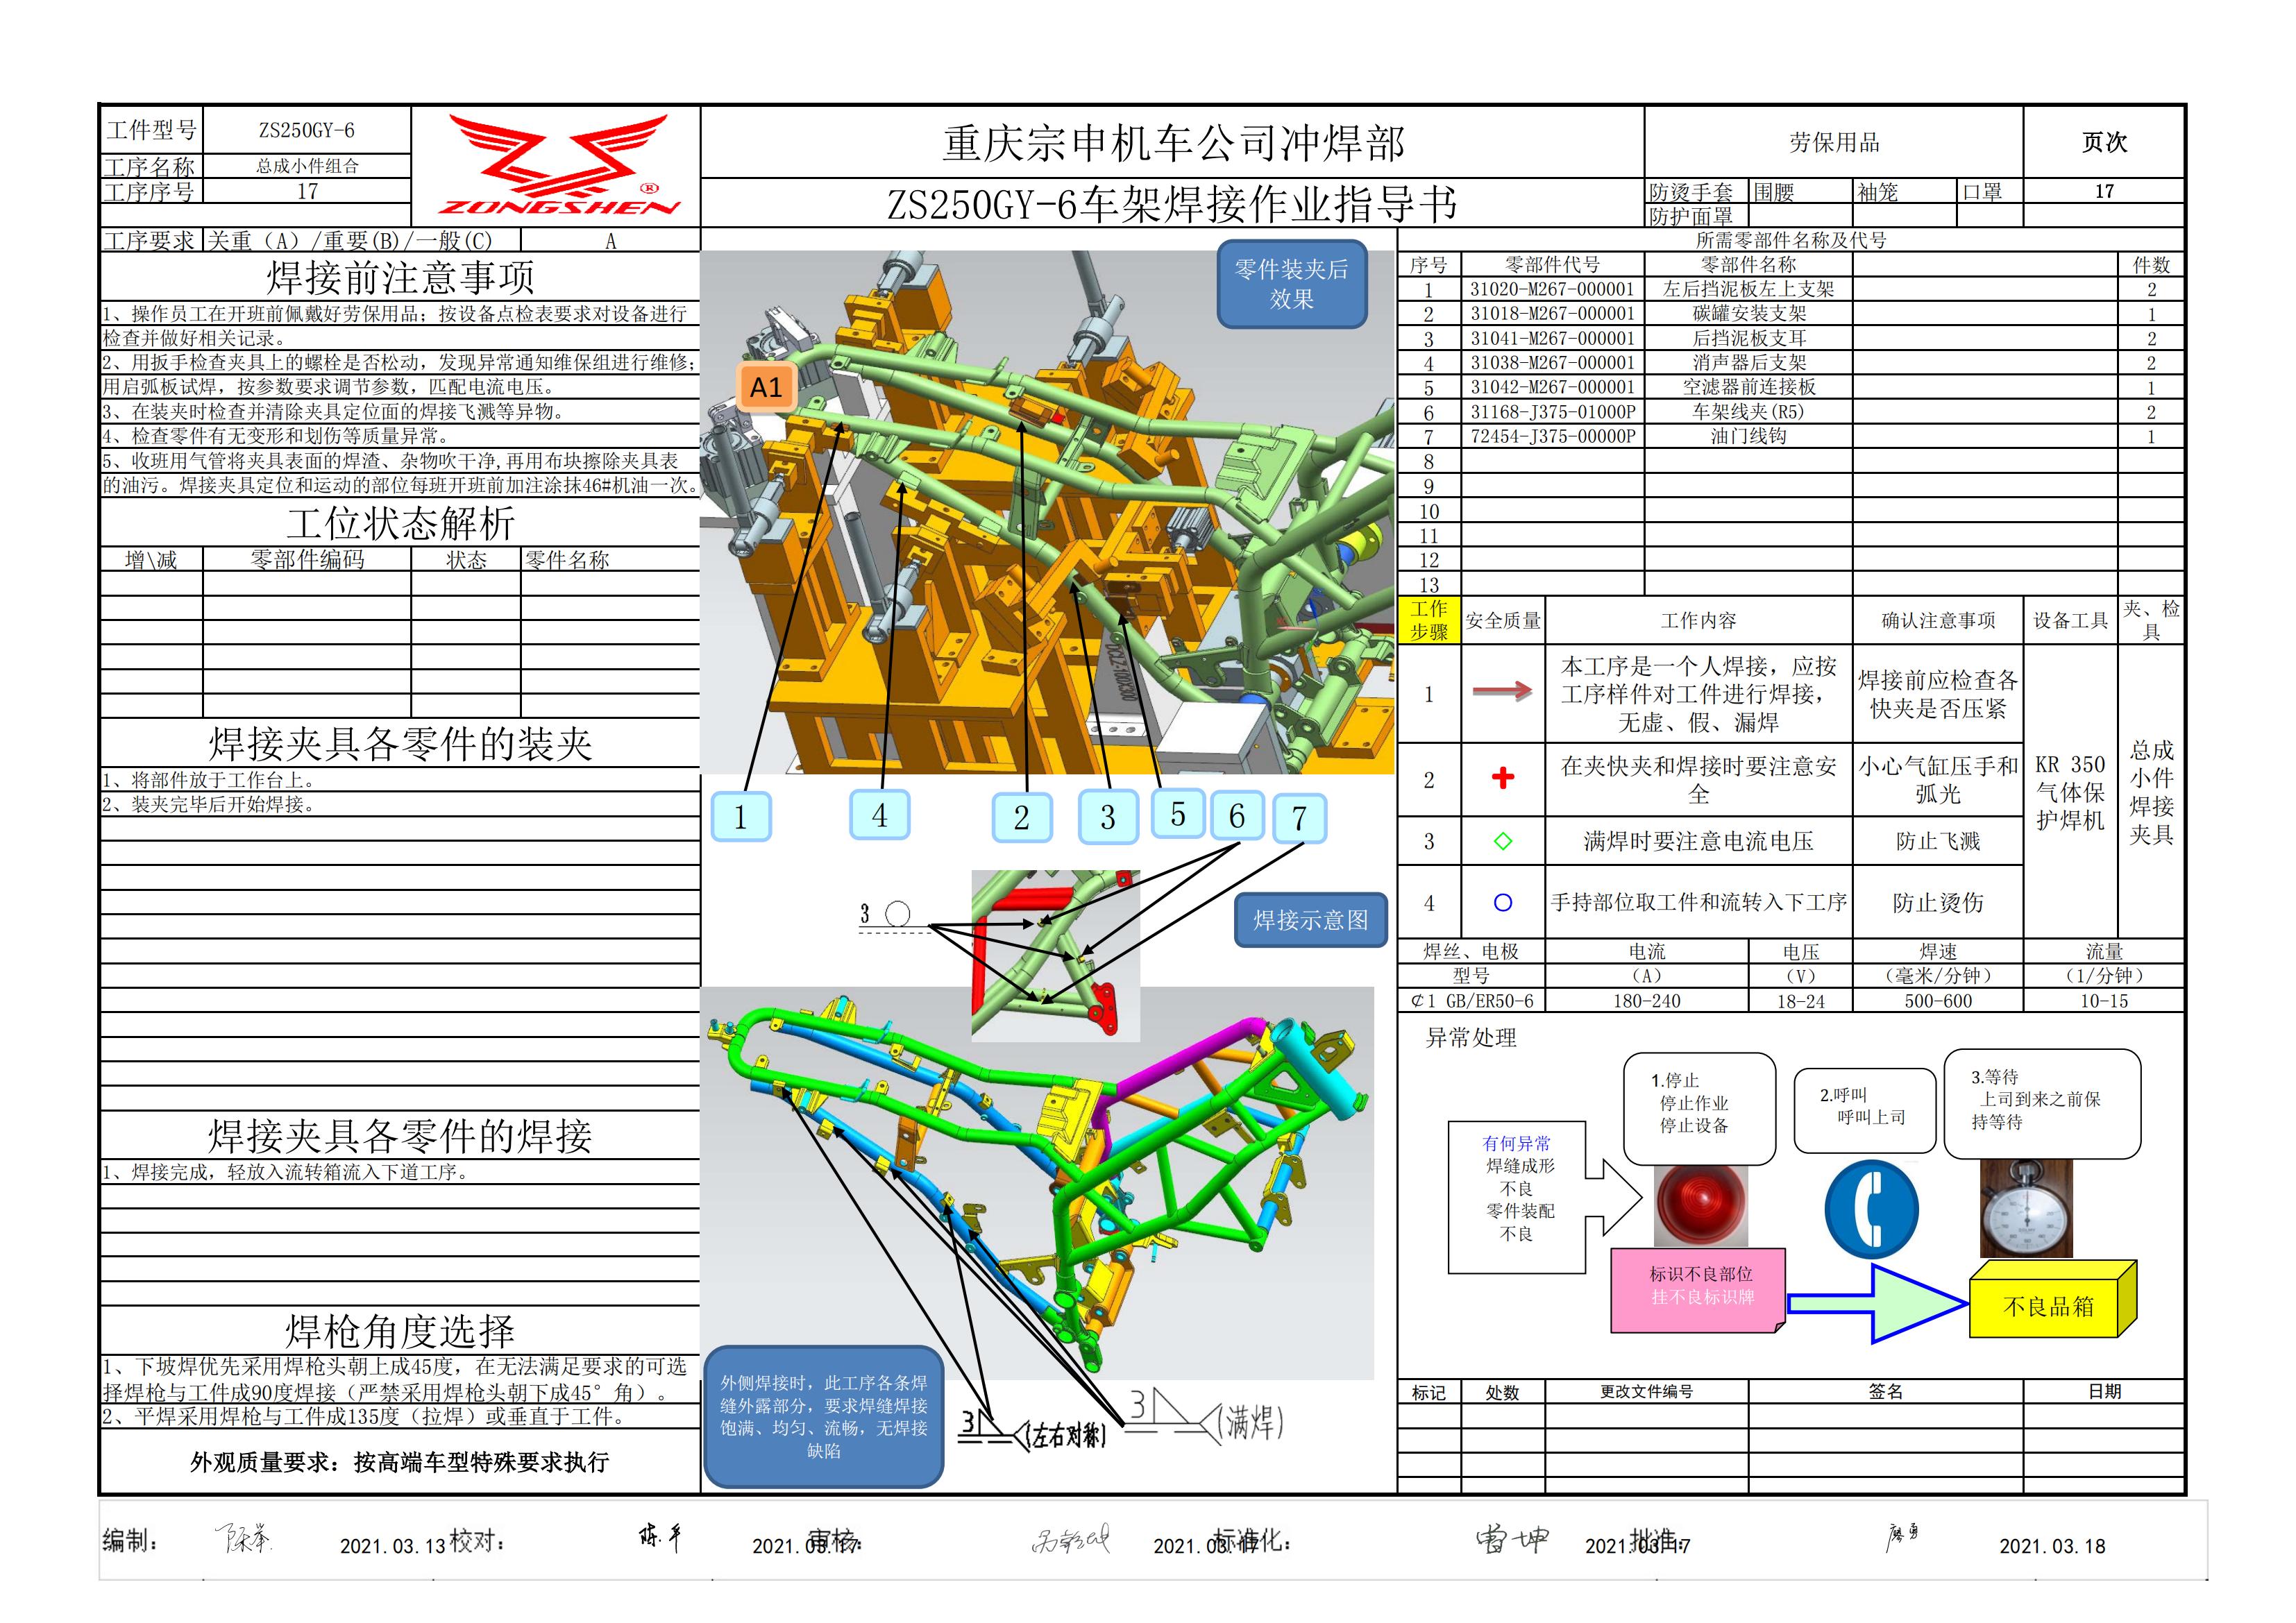 工件型号 ZS250GY-6
工序名称 总成小件组合
工序序号 17
ZONGSHEN ®
重庆宗申机车公司冲焊部
ZS250GY-6车架焊接作业指导书
劳保用品 页次
防烫手套 围腰 袖笼 口罩 17
防护面罩
工序要求 关重（A）/重要(B)/一般(C) A
焊接前注意事项
1、操作员工在开班前佩戴好劳保用品；按设备点检表要求对设备进行
检查并做好相关记录。
2、用扳手检查夹具上的螺栓是否松动，发现异常通知维保组进行维修；
用启弧板试焊，按参数要求调节参数，匹配电流电压。
3、在装夹时检查并清除夹具定位面的焊接飞溅等异物。
4、检查零件有无变形和划伤等质量异常。
5、收班用气管将夹具表面的焊渣、杂物吹干净,再用布块擦除夹具表
的油污。焊接夹具定位和运动的部位每班开班前加注涂抹46#机油一次。
工位状态解析
增\减 零部件编码 状态 零件名称
焊接夹具各零件的装夹
1、将部件放于工作台上。
2、装夹完毕后开始焊接。
焊接夹具各零件的焊接
1、焊接完成，轻放入流转箱流入下道工序。
焊枪角度选择
1、下坡焊优先采用焊枪头朝上成45度，在无法满足要求的可选
择焊枪与工件成90度焊接（严禁采用焊枪头朝下成45°角）。
2、平焊采用焊枪与工件成135度（拉焊）或垂直于工件。
外观质量要求：按高端车型特殊要求执行
零件装夹后
效果
A1
1 4 2 3 5 6 7
3
焊接示意图
外侧焊接时，此工序各条焊
缝外露部分，要求焊缝焊接
饱满、均匀、流畅，无焊接
缺陷
3 (左右对称)
3 (满焊)
所需零部件名称及代号
序号 零部件代号 零部件名称 件数
1 31020-M267-000001 左后挡泥板左上支架 2
2 31018-M267-000001 碳罐安装支架 1
3 31041-M267-000001 后挡泥板支耳 2
4 31038-M267-000001 消声器后支架 2
5 31042-M267-000001 空滤器前连接板 1
6 31168-J375-01000P 车架线夹(R5) 2
7 72454-J375-00000P 油门线钩 1
8
9
10
11
12
13
工作
步骤 安全质量 工作内容 确认注意事项 设备工具 夹、检
具
1 本工序是一个人焊接，应按
工序样件对工件进行焊接，
无虚、假、漏焊
焊接前应检查各
快夹是否压紧
2 在夹快夹和焊接时要注意安
全
小心气缸压手和
弧光
3 满焊时要注意电流电压 防止飞溅
4 手持部位取工件和流转入下工序 防止烫伤
KR 350
气体保
护焊机
总成
小件
焊接
夹具
焊丝、电极 电流 电压 焊速 流量
型号 （A） （V） （毫米/分钟） （1/分钟）
¢1 GB/ER50-6 180-240 18-24 500-600 10-15
异常处理
有何异常
焊缝成形
不良
零件装配
不良
1.停止
停止作业
停止设备
2.呼叫
呼叫上司
3.等待
上司到来之前保
持等待
标识不良部位
挂不良标识牌
不良品箱
标记 处数 更改文件编号 签名 日期
编制： 2021.03.13 校对： 陈平 2021.03.17 审核： 2021.03.17 标准化： 曾坤 2021.03.17 批准： 廖勇 2021.03.18